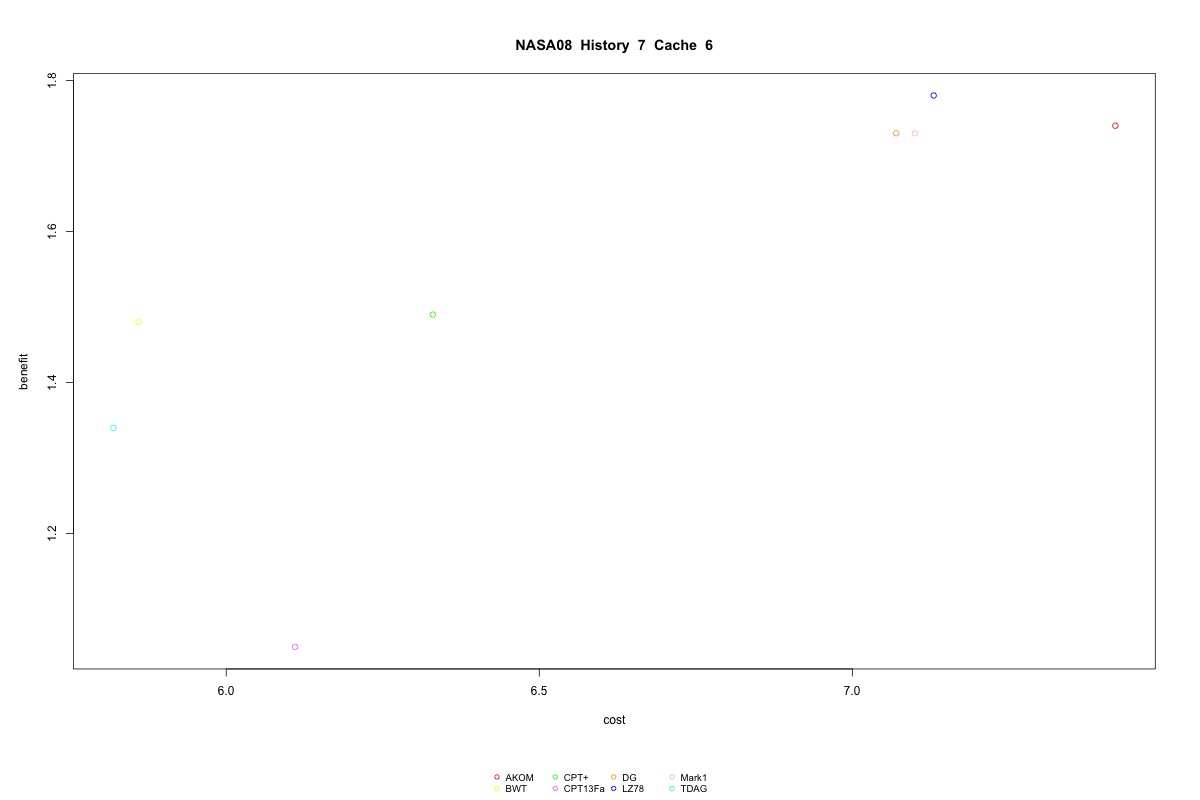 NASA08 History 7 Cache 6
1.8
1.6
1.4
1.2
benefit
6.0 6.5 7.0
cost
AKOM CPT+ DG Mark1
BWT CPT13Fa LZ78 TDAG